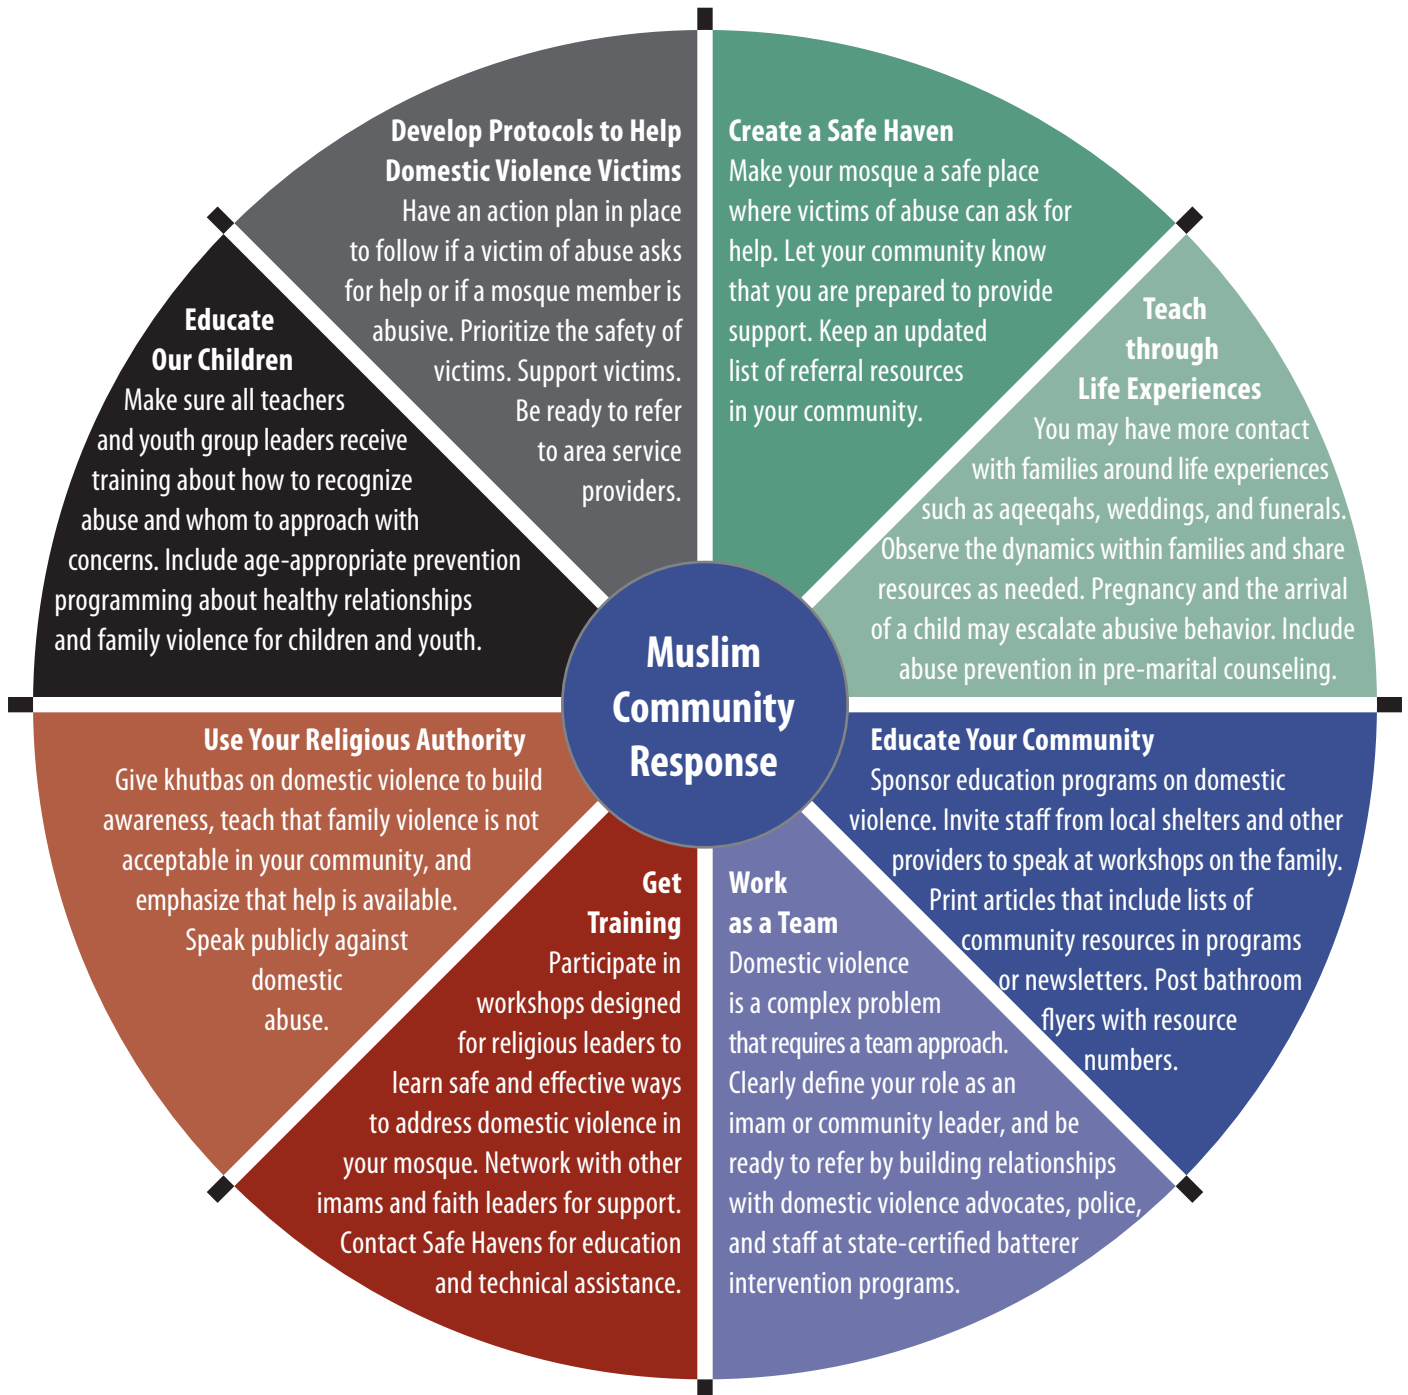 Develop Protocols to Help
Domestic Violence Victims
Have an action plan in place
to follow if a victim of abuse asks
for help or if a mosque member is
abusive. Prioritize the safety of
victims. Support victims.
Be ready to refer
to area service
providers.
Create a Safe Haven
Make your mosque a safe place
where victims of abuse can ask for
help. Let your community know
that you are prepared to provide
support. Keep an updated
list of referral resources
in your community.
Teach
through
Life Experiences
You may have more contact
with families around life experiences
such as aqeeqahs, weddings, and funerals.
Observe the dynamics within families and share
resources as needed. Pregnancy and the arrival
of a child may escalate abusive behavior. Include
abuse prevention in pre-marital counseling.
Educate Your Community
Sponsor education programs on domestic
violence. Invite staff from local shelters and other
providers to speak at workshops on the family.
Print articles that include lists of
community resources in programs
or newsletters. Post bathroom
flyers with resource
numbers.
Work
as a Team
Domestic violence
is a complex problem
that requires a team approach.
Clearly define your role as an
imam or community leader, and be
ready to refer by building relationships
with domestic violence advocates, police,
and staff at state-certified batterer
intervention programs.
Get
Training
Participate in
workshops designed
for religious leaders to
learn safe and effective ways
to address domestic violence in
your mosque. Network with other
imams and faith leaders for support.
Contact Safe Havens for education
and technical assistance.
Use Your Religious Authority
Give khutbas on domestic violence to build
awareness, teach that family violence is not
acceptable in your community, and
emphasize that help is available.
Speak publicly against
domestic
abuse.
Educate
Our Children
Make sure all teachers
and youth group leaders receive
training about how to recognize
abuse and whom to approach with
concerns. Include age-appropriate prevention
programming about healthy relationships
and family violence for children and youth.
Muslim
Community
Response